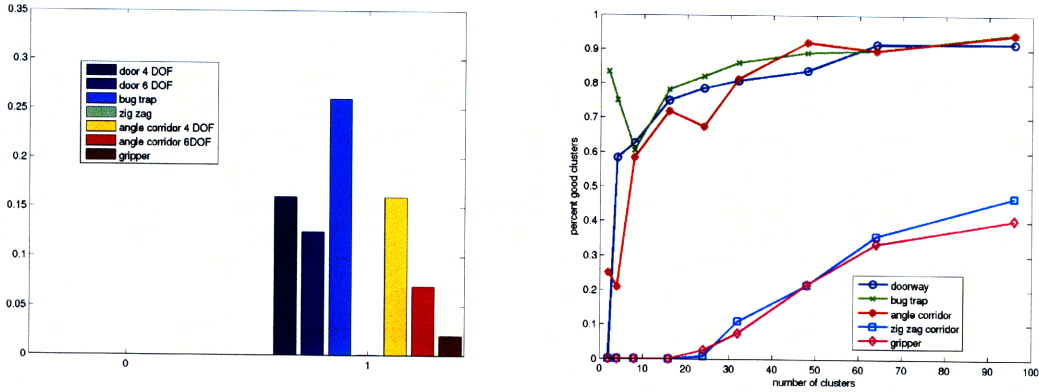 0.35
0.3
0.25
0.2
0.15
0.1
0.05
0
door 4 DOF
door 6 DOF
bug trap
zig zag
angle corridor 4 DOF
angle corridor 6DOF
gripper
0
1
percent good clusters
1
0.9
0.8
0.7
0.6
0.5
0.4
0.3
0.2
0.1
0
doorway
bug trap
angle corridor
zig zag corridor
gripper
0 10 20 30 40 50 60 70 80 90 100
number of clusters